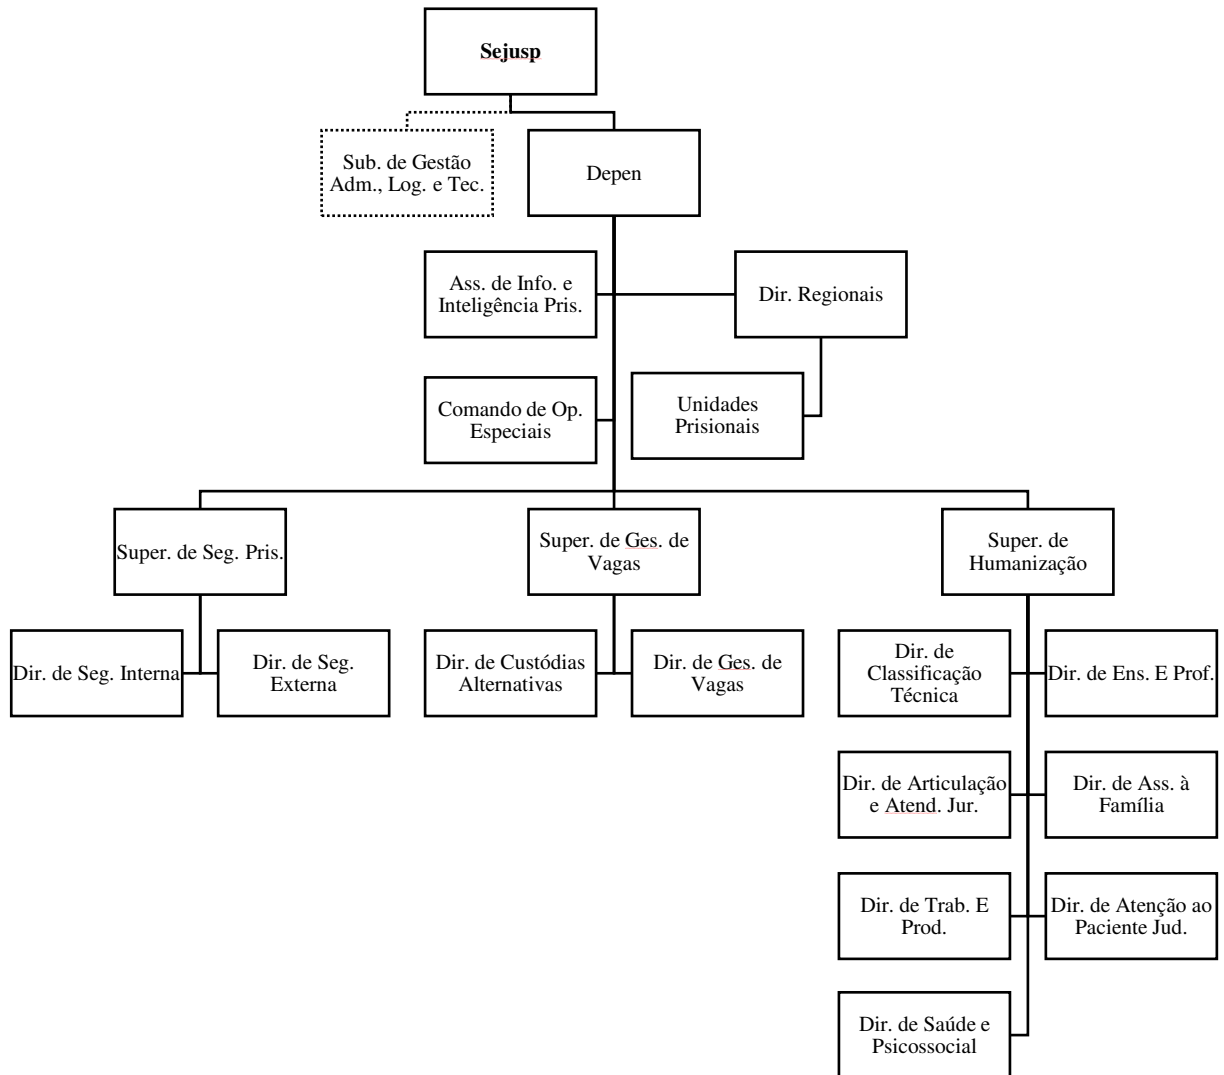 Sejusp
Sub. de Gestão
Adm., Log. e Tec.
Depen
Ass. de Info. e
Inteligência Pris.
Dir. Regionais
Comando de Op.
Especiais
Unidades
Prisionais
Super. de Seg. Pris.
Super. de Ges. de
Vagas
Super. de
Humanização
Dir. de Seg. Interna
Dir. de Seg.
Externa
Dir. de Custódias
Alternativas
Dir. de Ges. de
Vagas
Dir. de
Classificação
Técnica
Dir. de Ens. E Prof.
Dir. de Articulação
e Atend. Jur.
Dir. de Ass. à
Família
Dir. de Trab. E
Prod.
Dir. de Atenção ao
Paciente Jud.
Dir. de Saúde e
Psicossocial